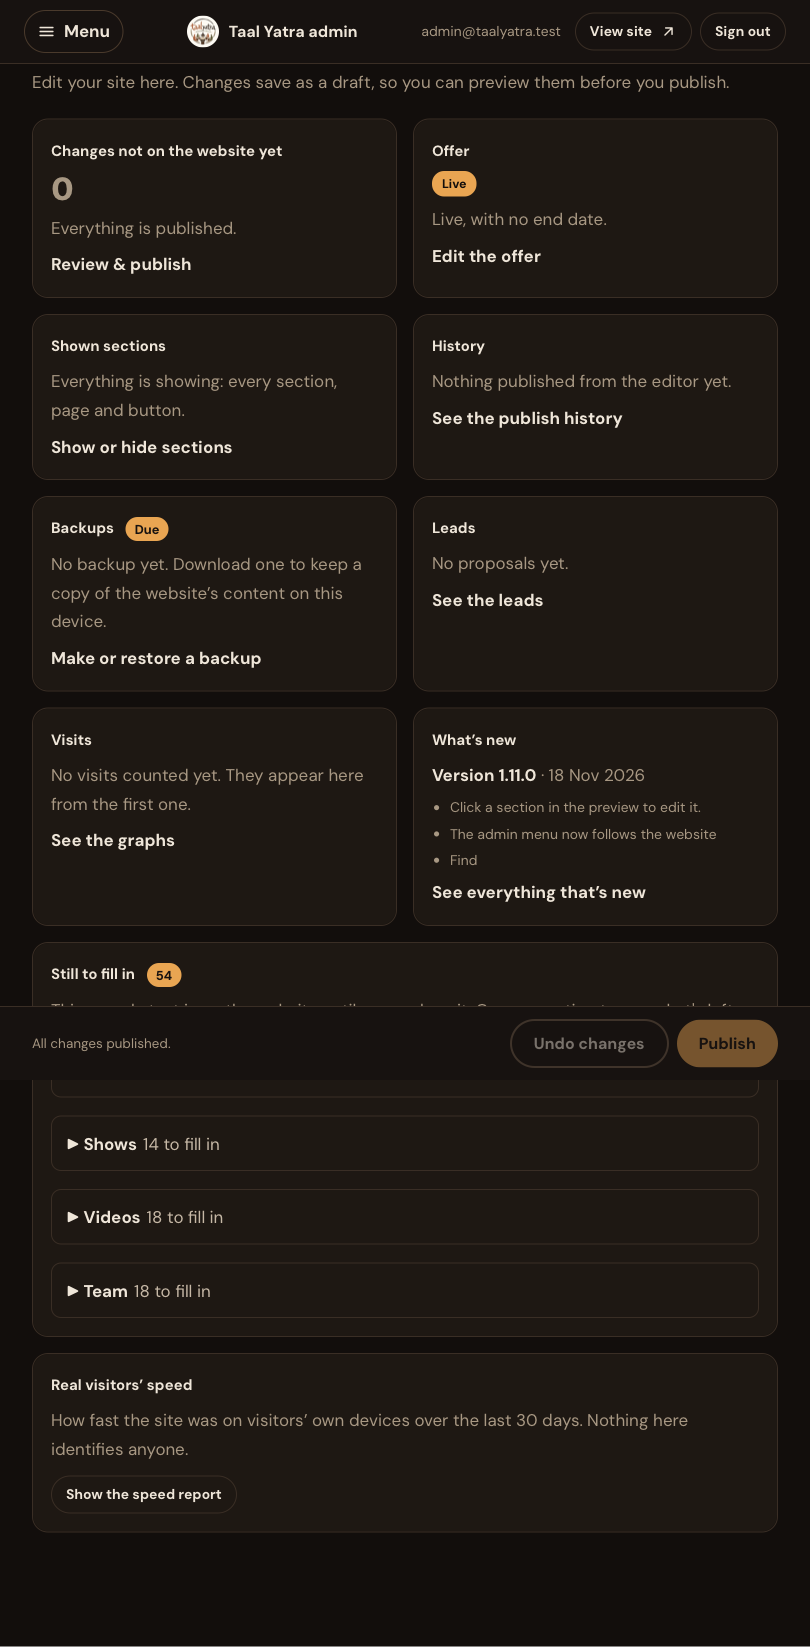 Menu
Taal Yatra admin
admin@taalyatra.test
View site
Sign out
Edit your site here. Changes save as a draft, so you can preview them before you publish.
Changes not on the website yet
0
Everything is published.
Review & publish
Offer
Live
Live, with no end date.
Edit the offer
Shown sections
Everything is showing: every section,
page and button.
Show or hide sections
History
Nothing published from the editor yet.
See the publish history
Backups
Due
No backup yet. Download one to keep a
copy of the website’s content on this
device.
Make or restore a backup
Leads
No proposals yet.
See the leads
Visits
No visits counted yet. They appear here
from the first one.
See the graphs
What’s new
Version 1.11.0 · 18 Nov 2026
Click a section in the preview to edit it.
The admin menu now follows the website
Find
See everything that’s new
Still to fill in
54
All changes published.
Undo changes
Publish
Shows 14 to fill in
Videos 18 to fill in
Team 18 to fill in
Real visitors’ speed
How fast the site was on visitors’ own devices over the last 30 days. Nothing here
identifies anyone.
Show the speed report